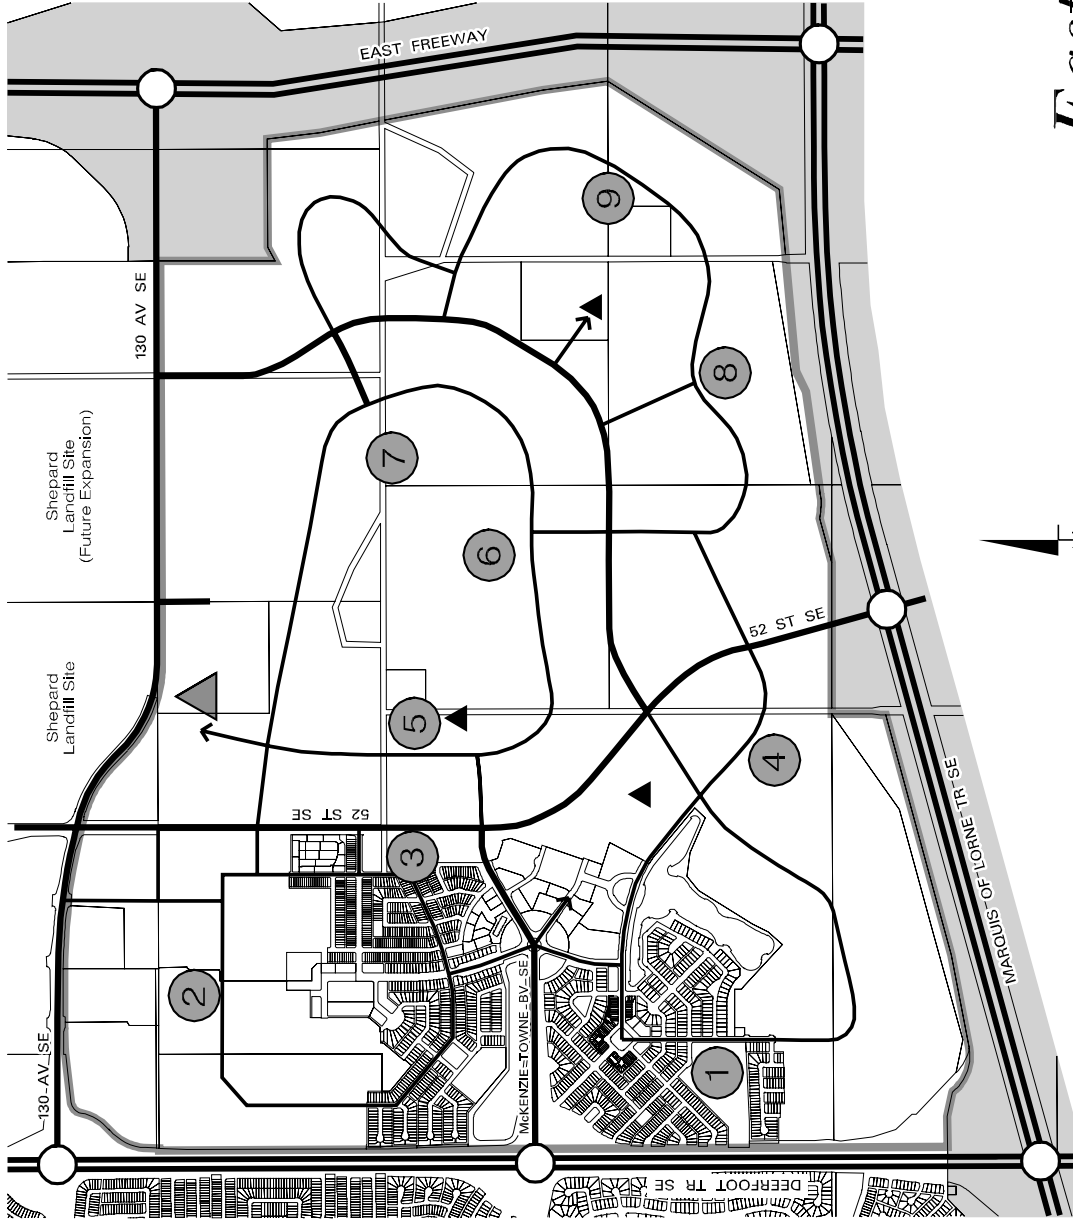 EAST FREEWAY
130 AV SE
9
8
Shepard
Landfill Site
(Future Expansion)
7
6
52 ST SE
Shepard
Landfill Site
5
4
52 ST SE
3
MARQUIS OF LORNE TR SE
2
130 AV SE
McKENZIE TOWNE BV SE
1
DEERFOOT TR SE
East